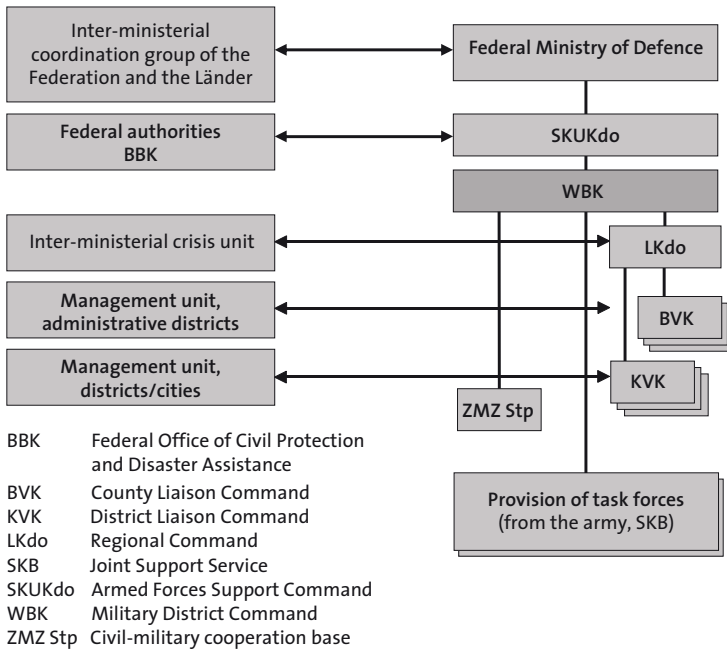 Inter-ministerial
coordination group of the
Federation and the Länder
Federal Ministry of Defence
Federal authorities
BBK
SKUKdo
WBK
Inter-ministerial crisis unit
LKdo
Management unit,
administrative districts
BVK
Management unit,
districts/cities
KVK
ZMZ Stp
Provision of task forces
(from the army, SKB)
BBK Federal Office of Civil Protection
and Disaster Assistance
BVK County Liaison Command
KVK District Liaison Command
LKdo Regional Command
SKB Joint Support Service
SKUKdo Armed Forces Support Command
WBK Military District Command
ZMZ Stp Civil-military cooperation base